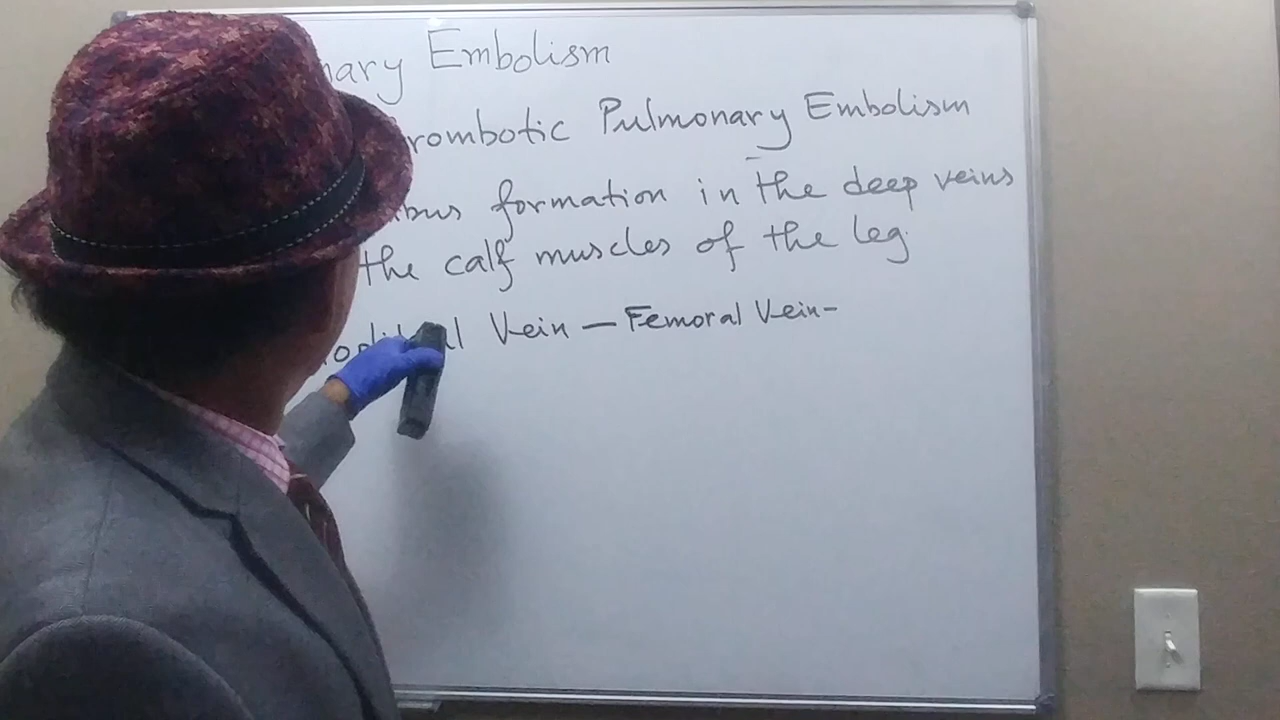 nary Embolism
rombotic Pulmonary Embolism
bus formation in the deep veins
the calf muscles of the leg.
Vein — Femoral Vein-